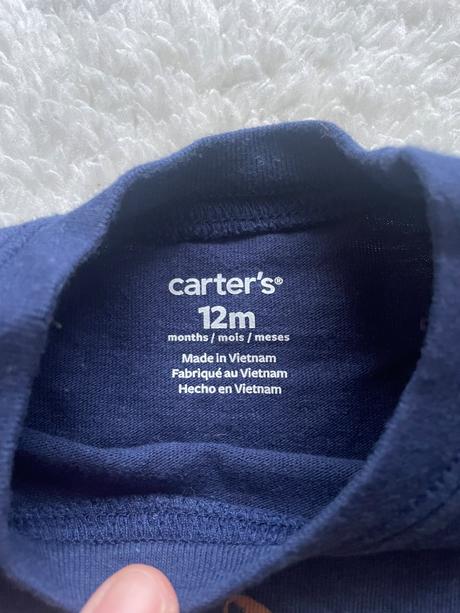 carter's®
12m
months / mois / meses
Made in Vietnam
Fabriqué au Vietnam
Hecho en Vietnam